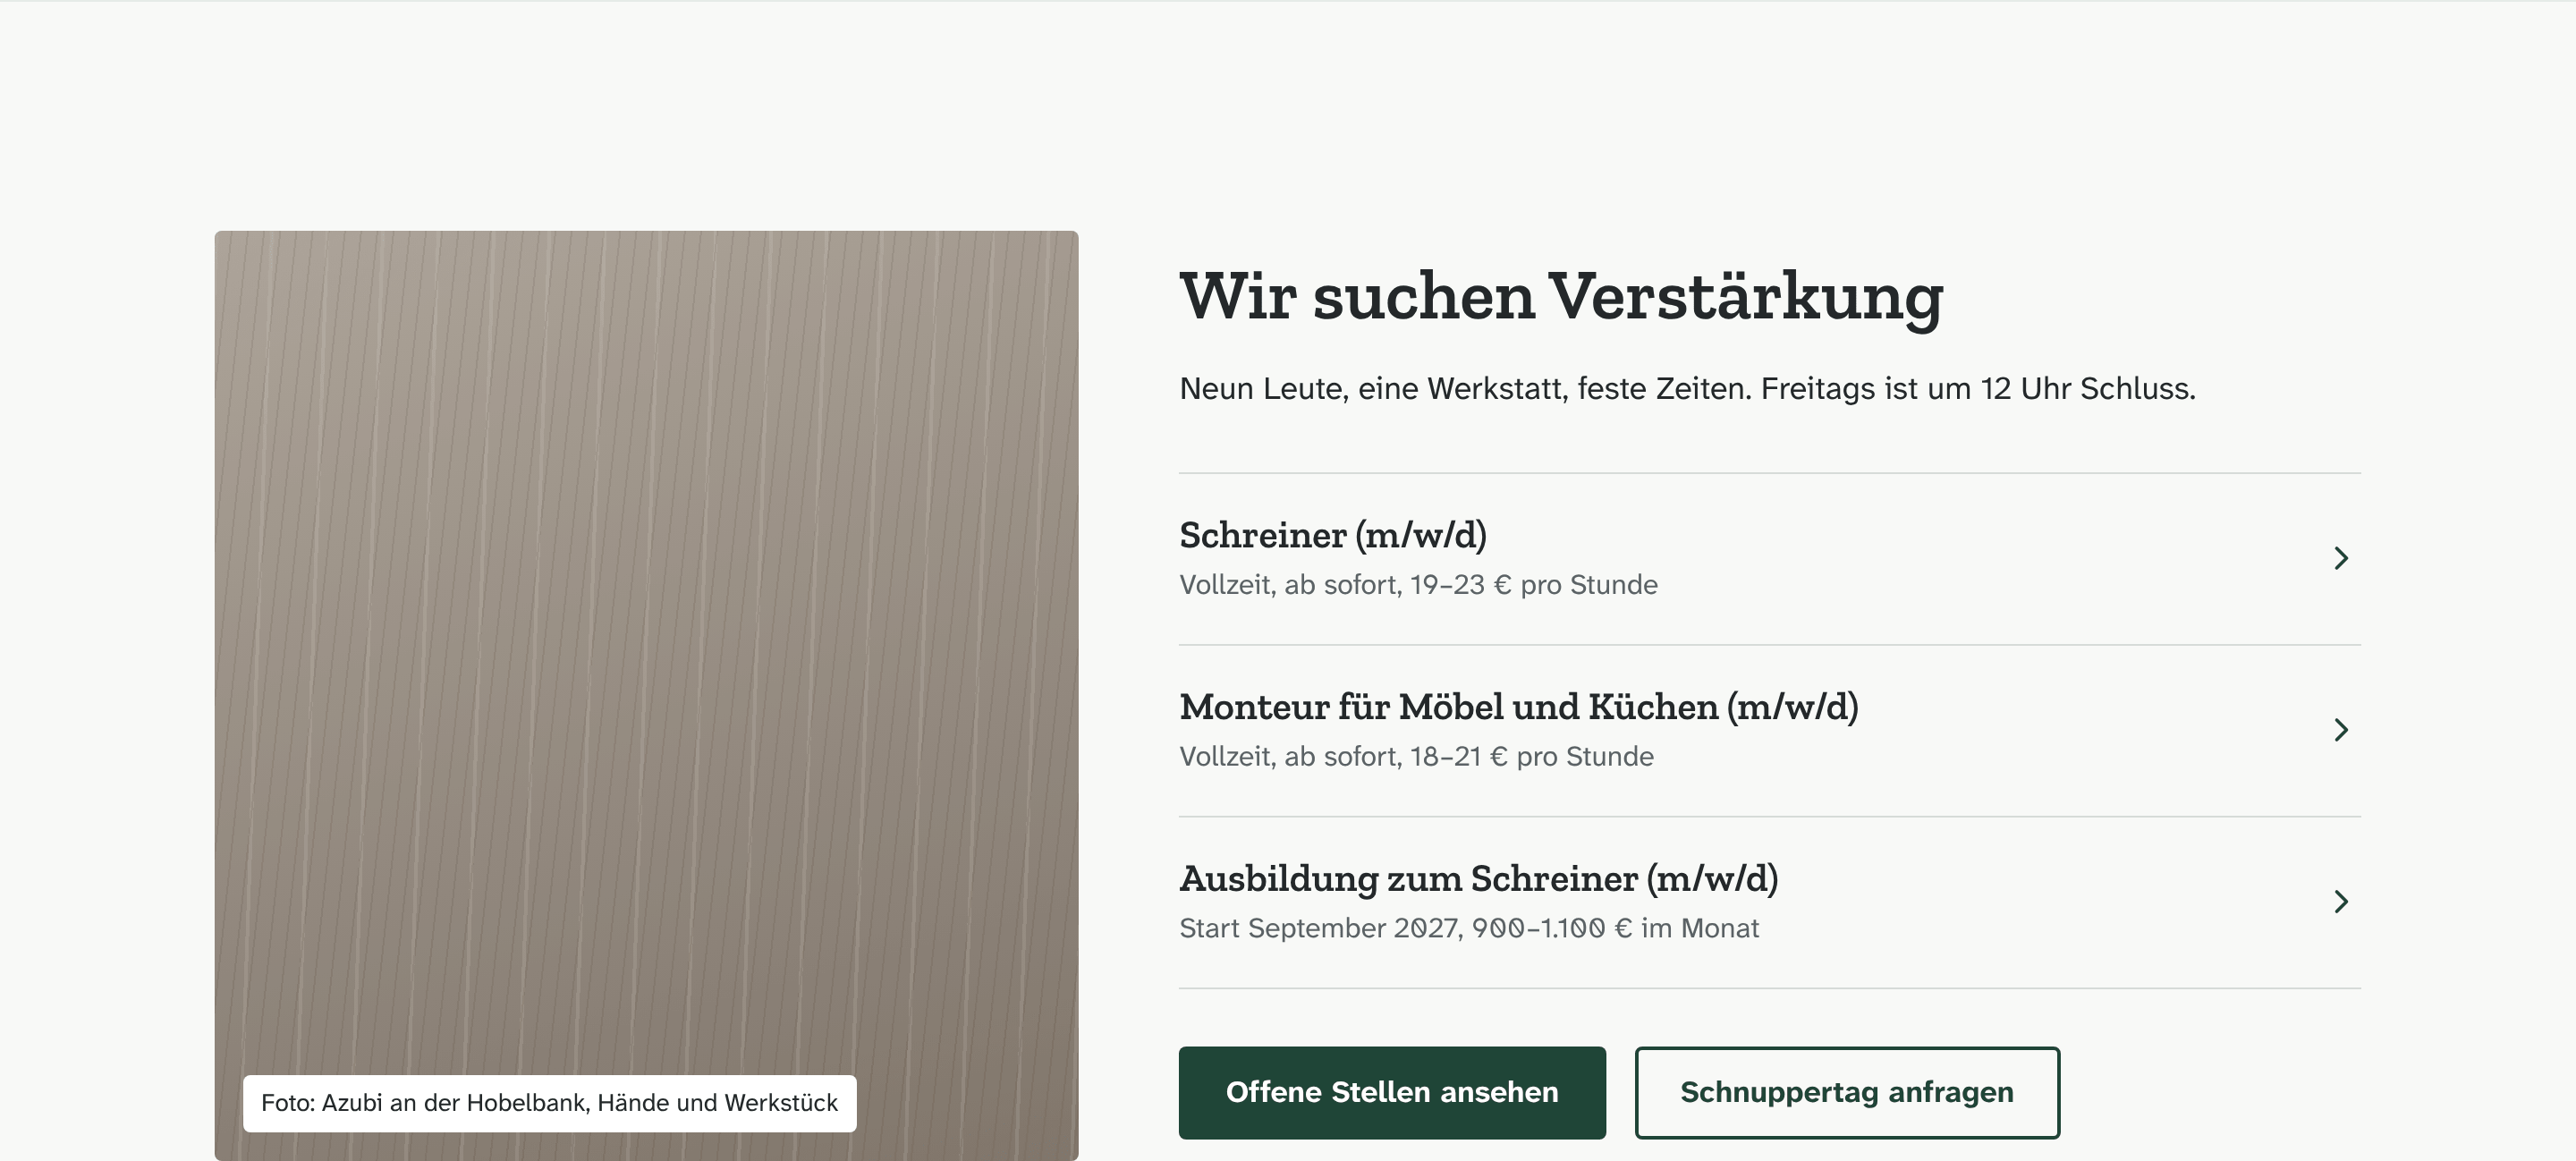 Wir suchen Verstärkung
Neun Leute, eine Werkstatt, feste Zeiten. Freitags ist um 12 Uhr Schluss.
Schreiner (m/w/d)
Vollzeit, ab sofort, 19–23 € pro Stunde
Monteur für Möbel und Küchen (m/w/d)
Vollzeit, ab sofort, 18–21 € pro Stunde
Ausbildung zum Schreiner (m/w/d)
Start September 2027, 900–1.100 € im Monat
Offene Stellen ansehen
Schnuppertag anfragen
Foto: Azubi an der Hobelbank, Hände und Werkstück